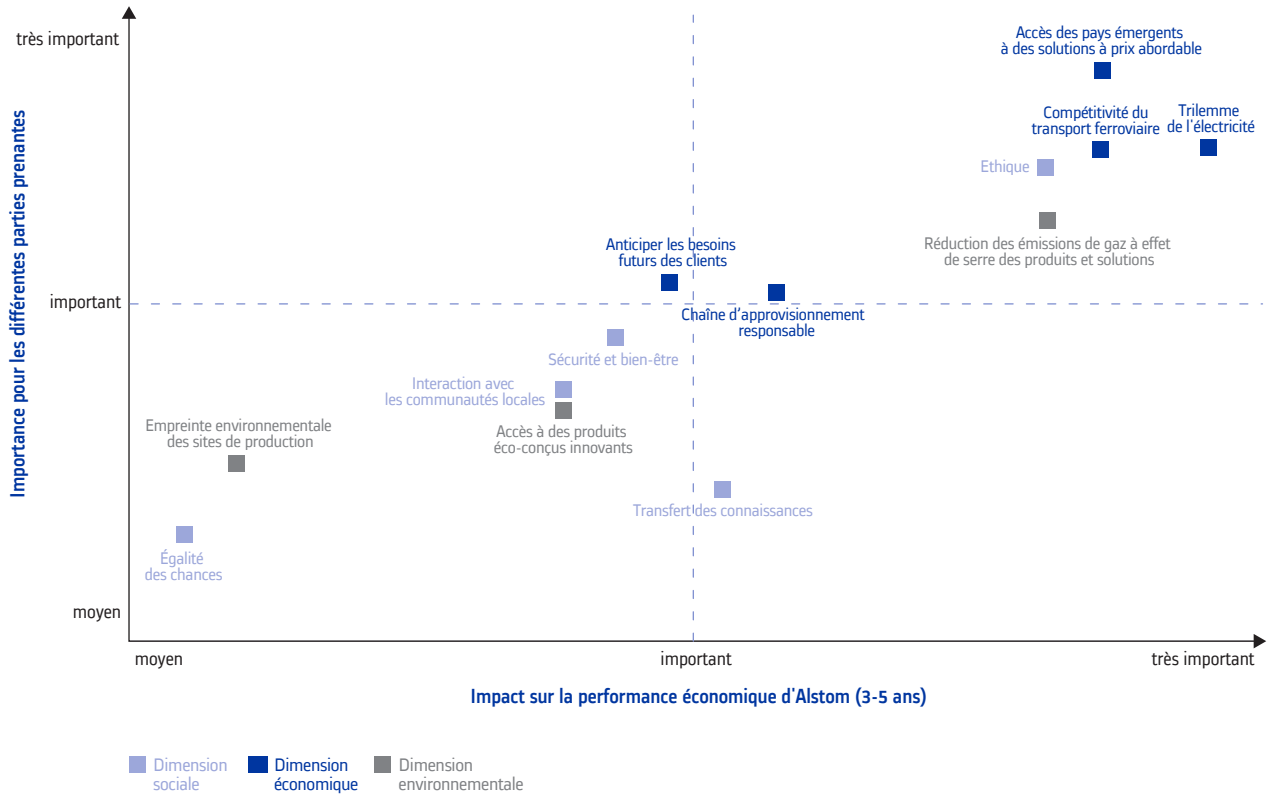 très important
Accès des pays émergents
à des solutions à prix abordable
Compétitivité du
transport ferroviaire
Trilemme
de l'électricité
Ethique
Réduction des émissions de gaz à effet
de serre des produits et solutions
Anticiper les besoins
futurs des clients
important
Chaîne d'approvisionnement
responsable
Sécurité et bien-être
Interaction avec
les communautés locales
Accès à des produits
éco-conçus innovants
Empreinte environnementale
des sites de production
Transfert des connaissances
Égalité
des chances
moyen
Importance pour les différentes parties prenantes
moyen
important
très important
Impact sur la performance économique d'Alstom (3-5 ans)
Dimension
sociale
Dimension
économique
Dimension
environnementale